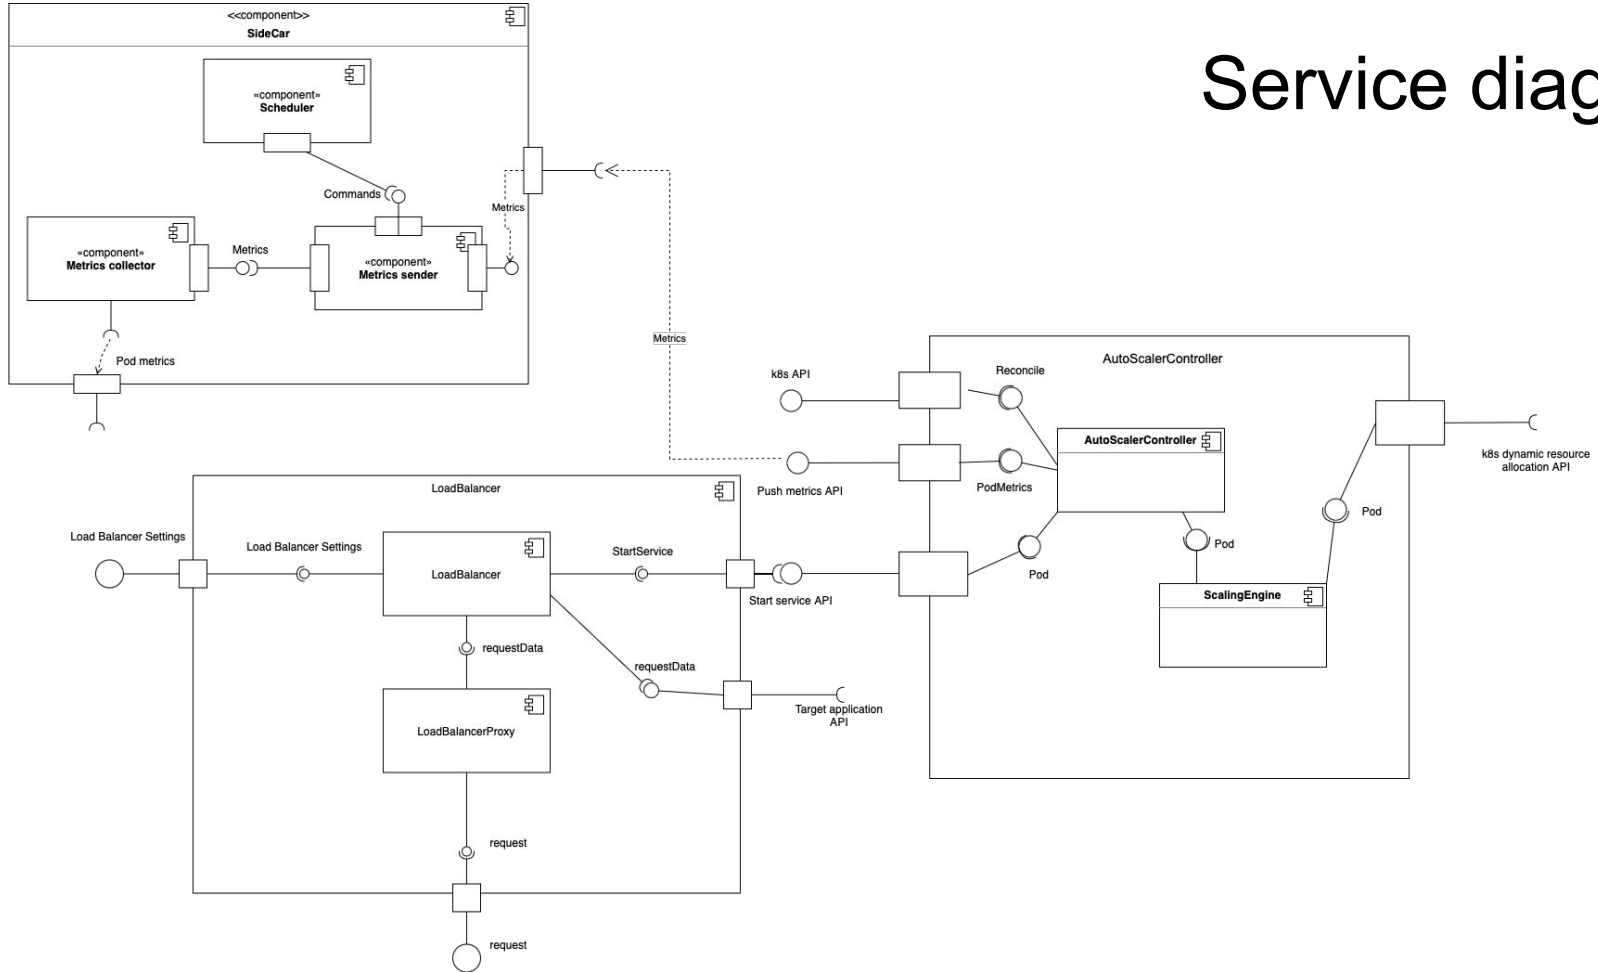 Service diag
<<component>>
SideCar
«component»
Scheduler
Commands
Metrics
«component»
Metrics collector
Metrics
«component»
Metrics sender
Pod metrics
Metrics
k8s API
Push metrics API
Start service API
AutoScalerController
Reconcile
AutoScalerController
PodMetrics
Pod
Pod
ScalingEngine
Pod
k8s dynamic resource
allocation API
LoadBalancer
Load Balancer Settings
Load Balancer Settings
LoadBalancer
StartService
requestData
requestData
Target application
API
LoadBalancerProxy
request
request